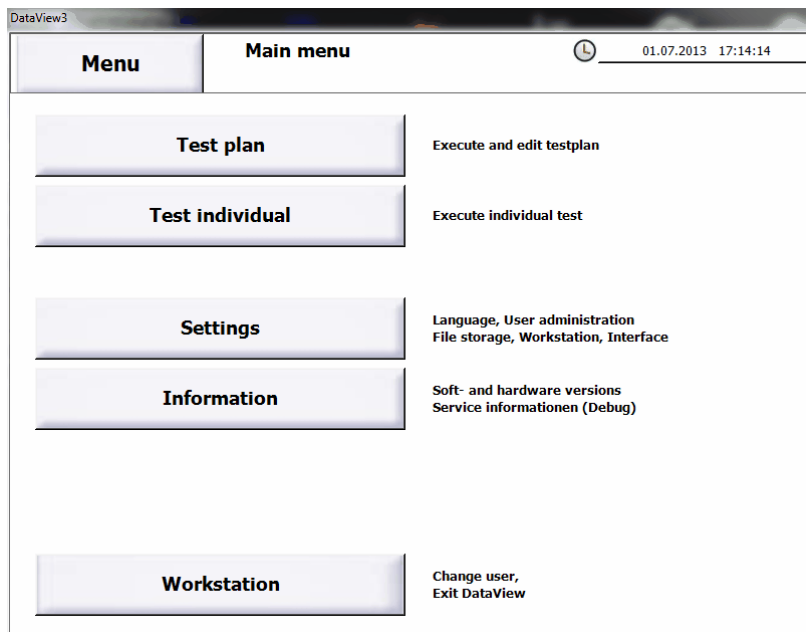 DataView3
Menu
Main menu
01.07.2013 17:14:14
Test plan
Execute and edit testplan
Test individual
Execute individual test
Settings
Language, User administration
File storage, Workstation, Interface
Information
Soft- and hardware versions
Service informationen (Debug)
Workstation
Change user,
Exit DataView